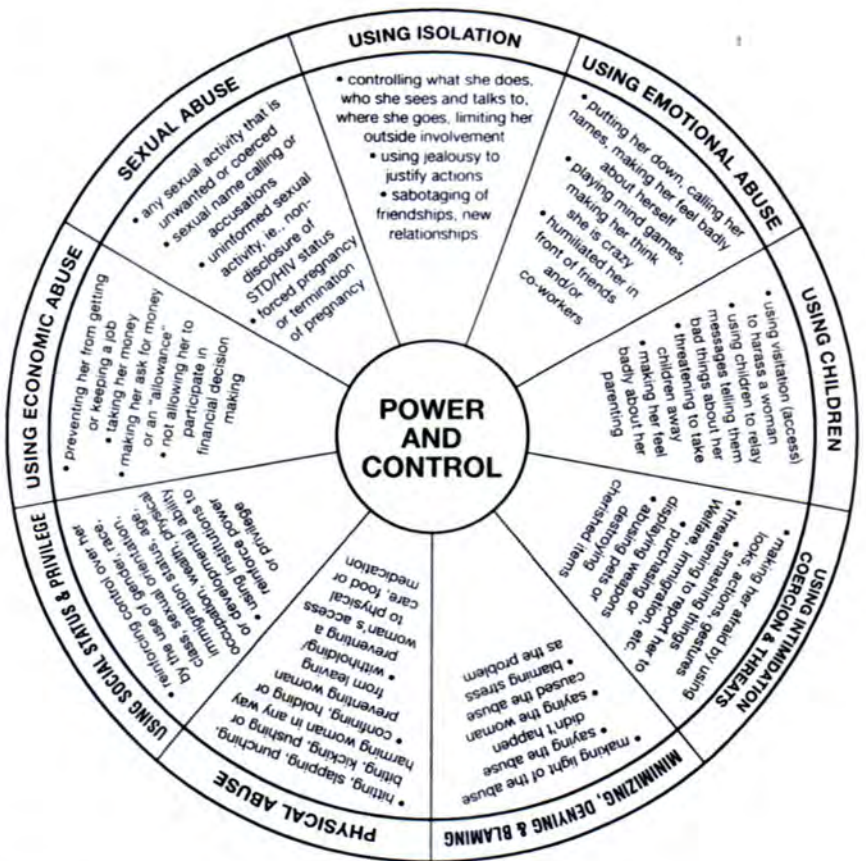 USING ISOLATION
• controlling what she does,
who she sees and talks to,
where she goes, limiting her
outside involvement
• using jealousy to
justify actions
• sabotaging of
friendships, new
relationships
USING EMOTIONAL ABUSE
• putting her down, calling her
names, making her feel badly
about herself
• playing mind games,
making her think
she is crazy
• humiliated her in
front of friends
and/or
co-workers
USING CHILDREN
• using visitation (access)
to harass a woman
• using children to relay
messages telling them
bad things about her
• threatening to take
children away
• making her feel
badly about her
parenting
USING INTIMIDATION
COERCION & THREATS
• making her afraid by using
looks, actions, gestures
• smashing things
• threatening to report her to
Welfare, Immigration, etc.
• purchasing or
displaying weapons
• abusing pets or
destroying
cherished items
MINIMIZING, DENYING & BLAMING
• making light of the abuse
• saying the abuse
didn't happen
• saying the woman
caused the abuse
• blaming stress
as the problem
PHYSICAL ABUSE
• hitting, slapping, punching,
biting, kicking, pushing or
harming woman in any way
• confining, holding or
preventing woman
from leaving
• withholding/
preventing a
woman's access
to physical
care, food or
medication
USING SOCIAL STATUS & PRIVILEGE
• reinforcing control over her
by the use of gender, race,
class, sexual orientation,
immigration status, age,
occupation, wealth, physical
or developmental ability
• using institutions to
reinforce power
or privilege
USING ECONOMIC ABUSE
• preventing her from getting
or keeping a job
• taking her money
• making her ask for money
or an "allowance"
• not allowing her to
participate in
financial decision
making
SEXUAL ABUSE
• any sexual activity that is
unwanted or coerced
• sexual name calling or
accusations
• uninformed sexual
activity, ie., non-
disclosure of
STD/HIV status
• forced pregnancy
or termination
of pregnancy
POWER
AND
CONTROL